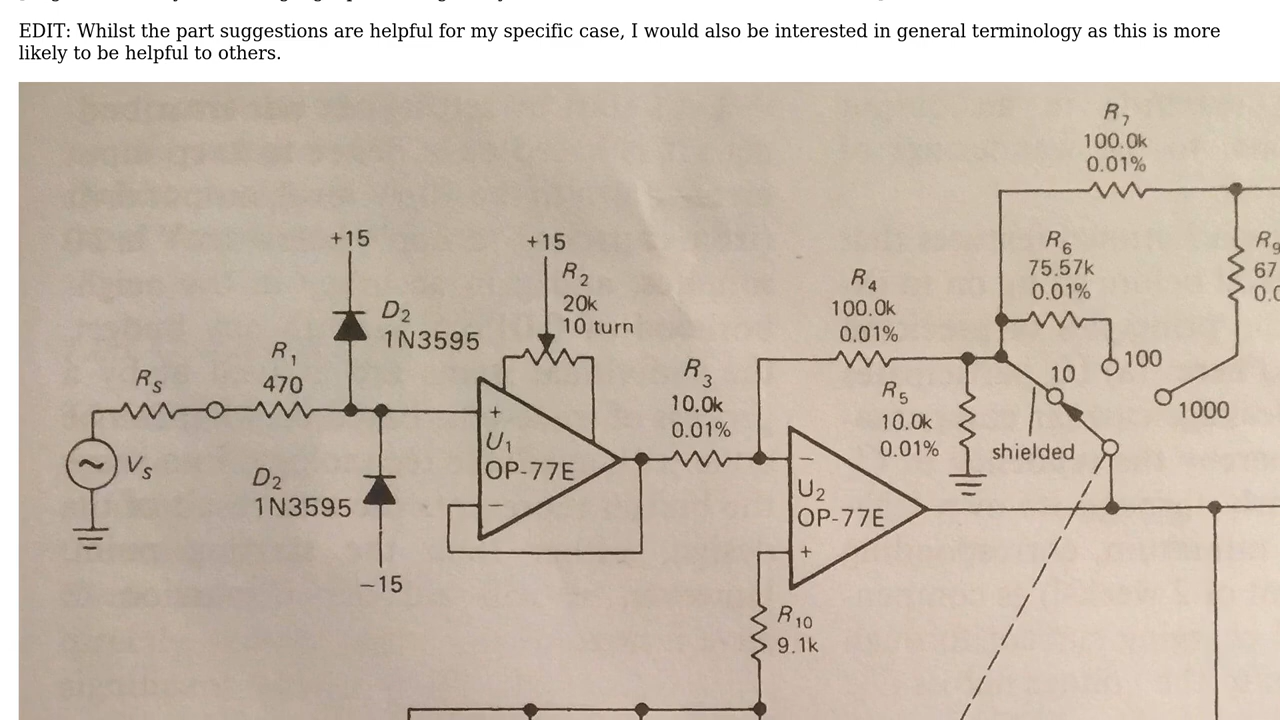 EDIT: Whilst the part suggestions are helpful for my specific case, I would also be interested in general terminology as this is more
likely to be helpful to others.
R7
100.0k
0.01%
+15
+15
R2
20k
10 turn
D2
1N3595
R6
75.57k
0.01%
R4
100.0k
0.01%
R1
470
RS
R3
10.0k
0.01%
R5
10.0k
0.01%
100
10
1000
shielded
+
U1
OP-77E
VS
D2
1N3595
−
U2
OP-77E
+
−15
R10
9.1k
67